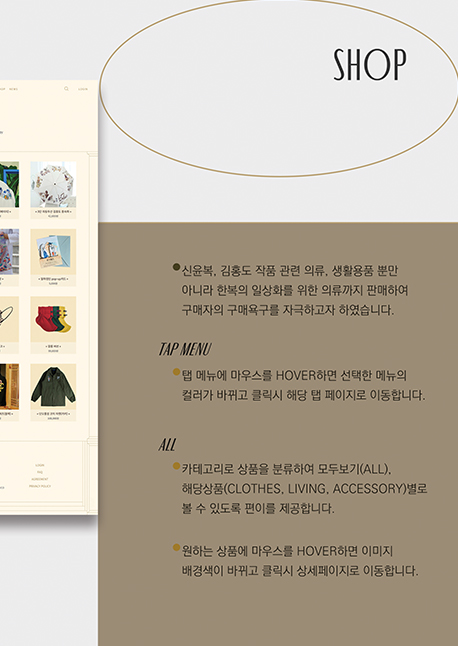 SHOP
LOGIN
신윤복, 김홍도 작품 관련 의류, 생활용품 뿐만
아니라 한복의 일상화를 위한 의류까지 판매하여
구매자의 구매욕구를 자극하고자 하였습니다.
TAP MENU
탭 메뉴에 마우스를 HOVER하면 선택한 메뉴의
컬러가 바뀌고 클릭시 해당 탭 페이지로 이동합니다.
ALL
카테고리로 상품을 분류하여 모두보기(ALL),
해당상품(CLOTHES, LIVING, ACCESSORY)별로
볼 수 있도록 편이를 제공합니다.
원하는 상품에 마우스를 HOVER하면 이미지
배경색이 바뀌고 클릭시 상세페이지로 이동합니다.
LOGIN
FAQ
AGREEMENT
PRIVACY POLICY